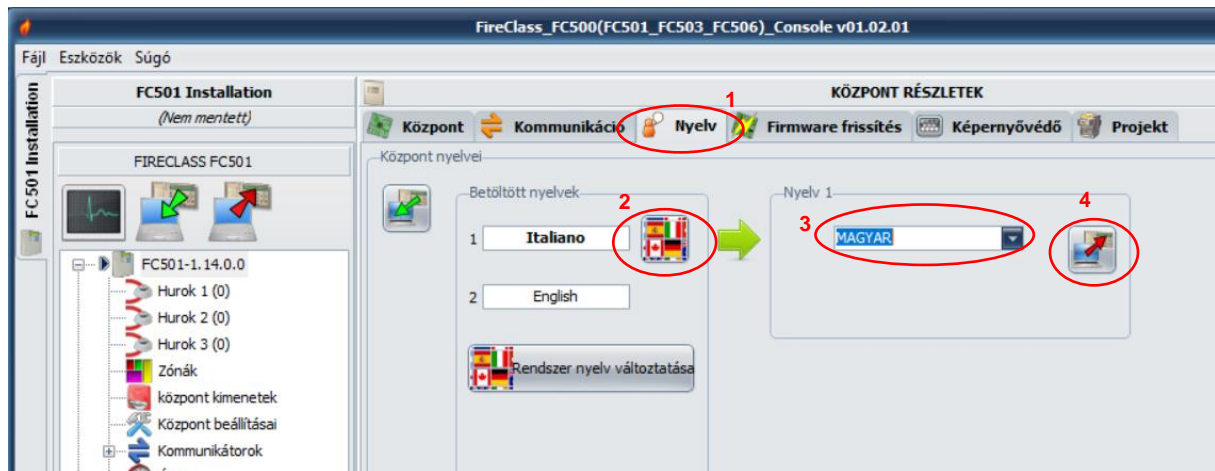 FireClass_FC500(FC501_FC503_FC506)_Console v01.02.01
Fájl Eszközök Súgó
FC501 Installation
FC501 Installation
(Nem mentett)
FIRECLASS FC501
FC501-1.14.0.0
Hurok 1 (0)
Hurok 2 (0)
Hurok 3 (0)
Zónák
központ kimenetek
Központ beállításai
Kommunikátorok
KÖZPONT RÉSZLETEK
1
Központ Kommunikáció Nyelv Firmware frissítés Képernyővédő Projekt
Központ nyelvei
Betöltött nyelvek
2
1 Italiano
2 English
Rendszer nyelv változtatása
Nyelv 1
3
MAGYAR
4